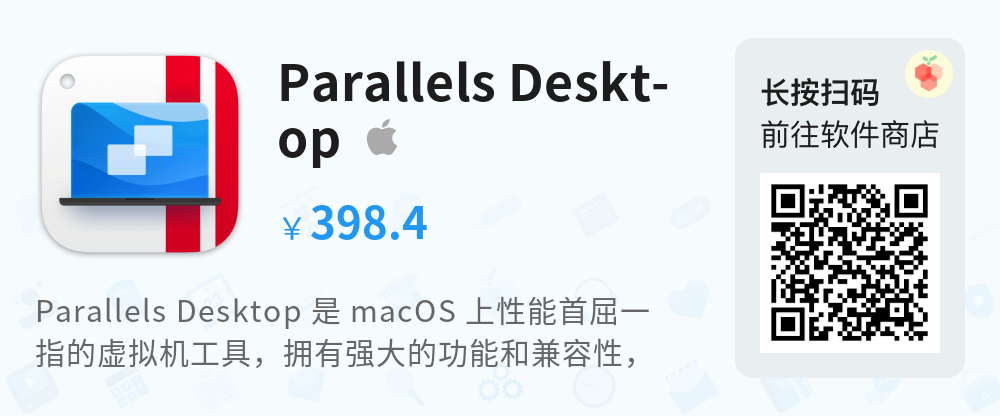 Parallels Deskt-
op
¥ 398.4
Parallels Desktop 是 macOS 上性能首屈一
指的虚拟机工具，拥有强大的功能和兼容性，
长按扫码
前往软件商店